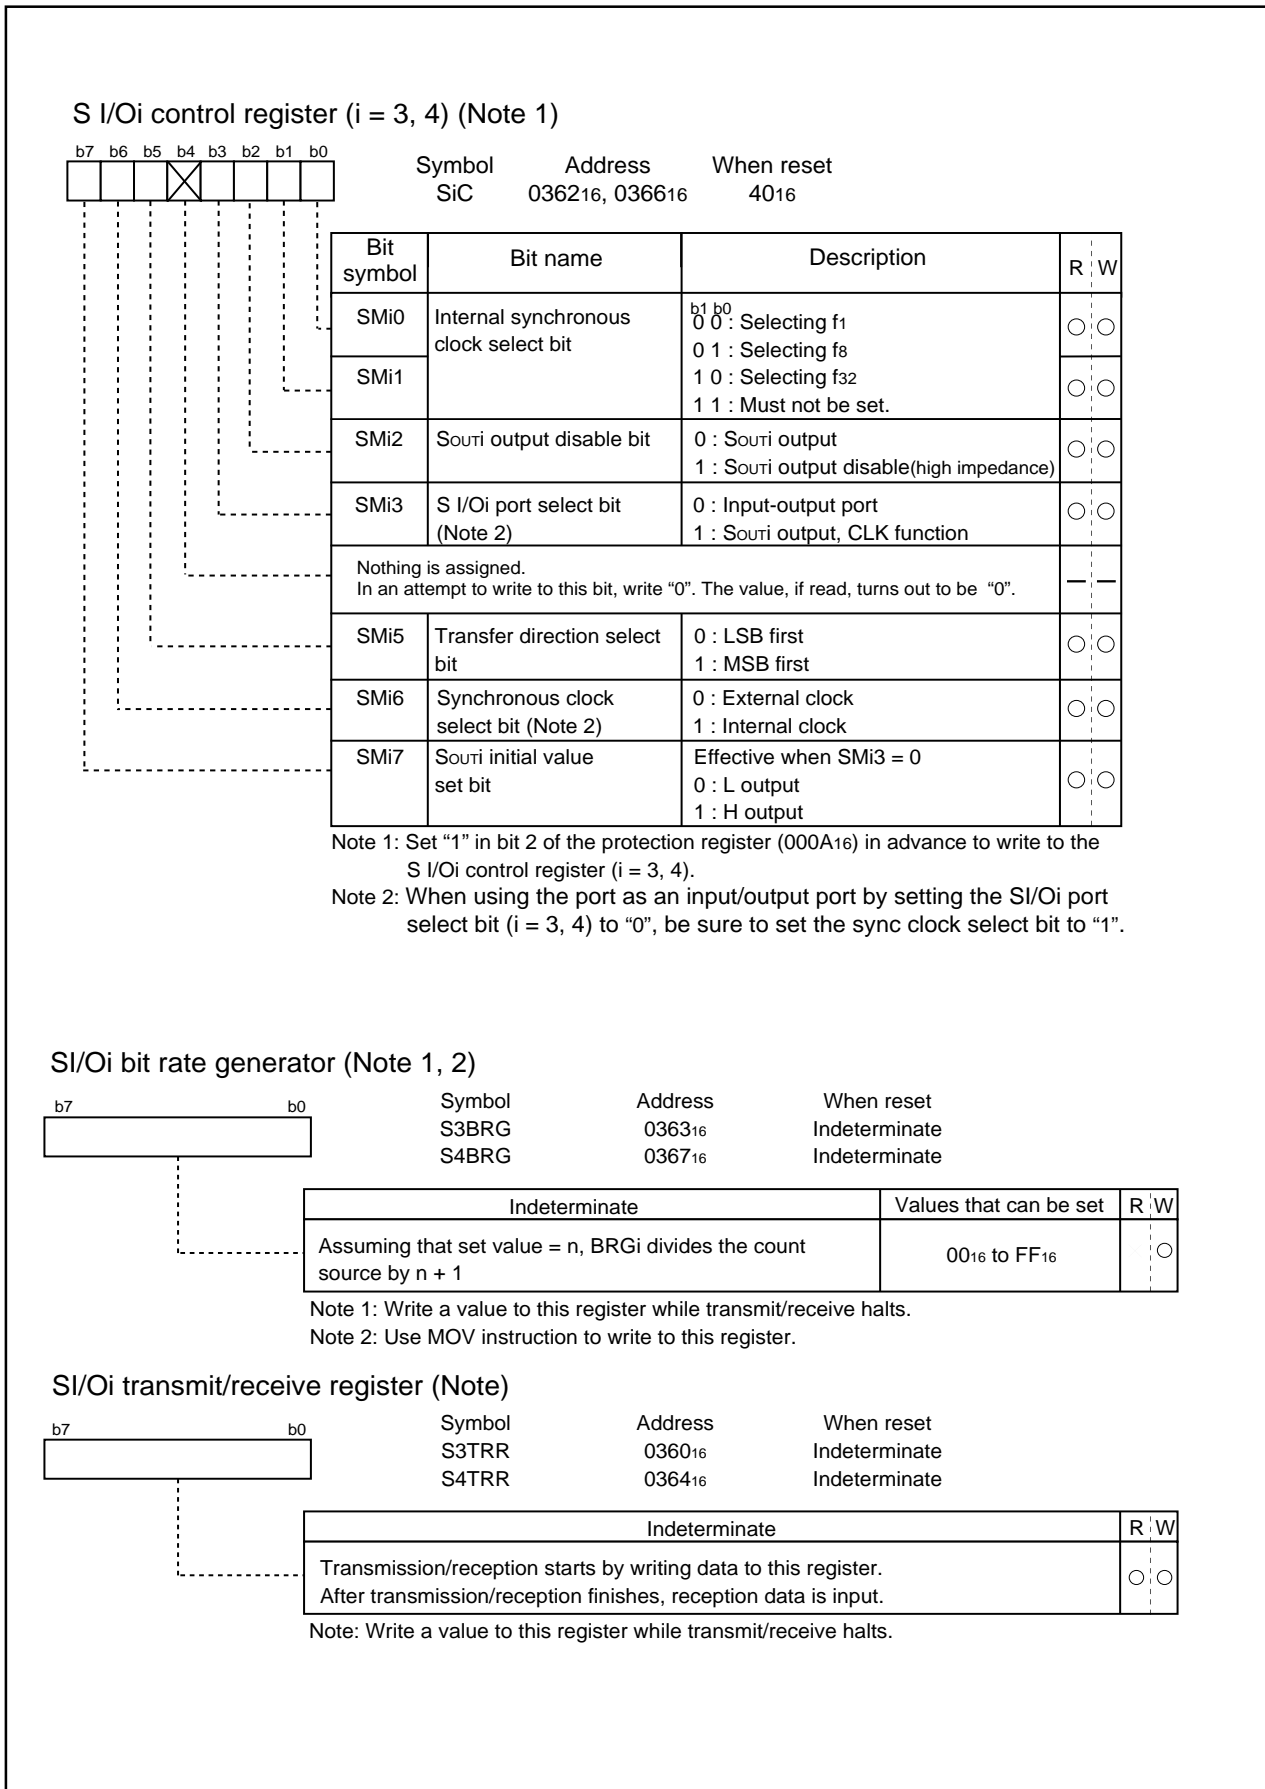 S I/Oi control register (i = 3, 4) (Note 1)
b7 b6 b5 b4 b3 b2 b1 b0
Symbol Address When reset
SiC 036216, 036616 4016
Bit symbol Bit name Description R W
SMi0 Internal synchronous clock select bit b1 b0
0 0 : Selecting f1
0 1 : Selecting f8
SMi1 1 0 : Selecting f32
1 1 : Must not be set.
SMi2 SOUTi output disable bit 0 : SOUTi output
1 : SOUTi output disable(high impedance)
SMi3 S I/Oi port select bit 0 : Input-output port
(Note 2) 1 : SOUTi output, CLK function
Nothing is assigned.
In an attempt to write to this bit, write “0”. The value, if read, turns out to be “0”.
SMi5 Transfer direction select 0 : LSB first
bit 1 : MSB first
SMi6 Synchronous clock 0 : External clock
select bit (Note 2) 1 : Internal clock
SMi7 SOUTi initial value Effective when SMi3 = 0
set bit 0 : L output
1 : H output
Note 1: Set “1” in bit 2 of the protection register (000A16) in advance to write to the
S I/Oi control register (i = 3, 4).
Note 2: When using the port as an input/output port by setting the SI/Oi port
select bit (i = 3, 4) to “0”, be sure to set the sync clock select bit to “1”.
SI/Oi bit rate generator (Note 1, 2)
b7 b0
Symbol Address When reset
S3BRG 036316 Indeterminate
S4BRG 036716 Indeterminate
Indeterminate Values that can be set R W
Assuming that set value = n, BRGi divides the count
source by n + 1 0016 to FF16
Note 1: Write a value to this register while transmit/receive halts.
Note 2: Use MOV instruction to write to this register.
SI/Oi transmit/receive register (Note)
b7 b0
Symbol Address When reset
S3TRR 036016 Indeterminate
S4TRR 036416 Indeterminate
Indeterminate R W
Transmission/reception starts by writing data to this register.
After transmission/reception finishes, reception data is input.
Note: Write a value to this register while transmit/receive halts.